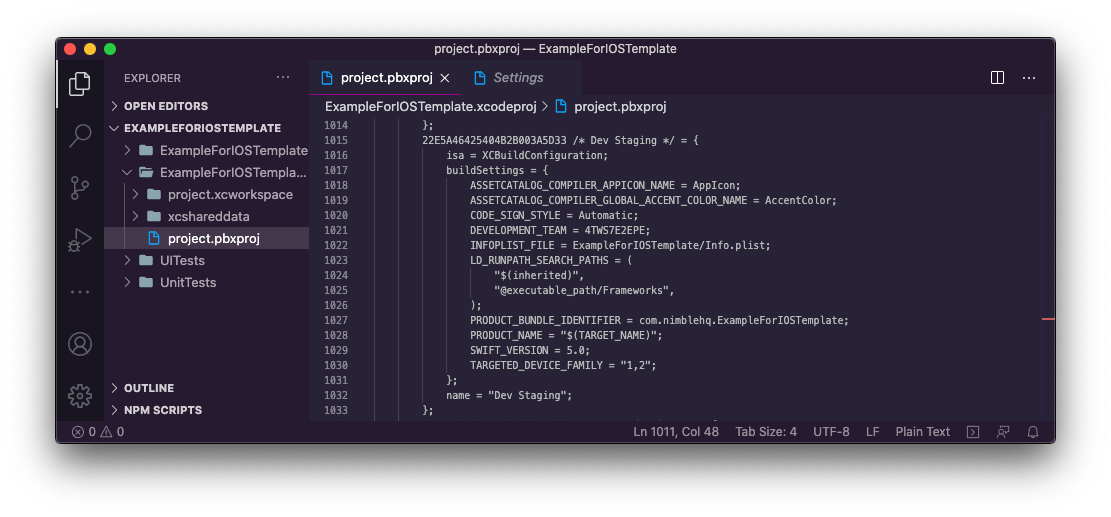 project.pbxproj — ExampleForIOSTemplate
EXPLORER
OPEN EDITORS
EXAMPLEFORIOSTEMPLATE
ExampleForIOSTemplate
ExampleForIOSTempla...
project.xcworkspace
xcshareddata
project.pbxproj
UITests
UnitTests
OUTLINE
NPM SCRIPTS
project.pbxproj Settings
ExampleForIOSTemplate.xcodeproj project.pbxproj
1014 };
1015 22E5A46425404B2B003A5D33 /* Dev Staging */ = {
1016 isa = XCBuildConfiguration;
1017 buildSettings = {
1018 ASSETCATALOG_COMPILER_APPICON_NAME = AppIcon;
1019 ASSETCATALOG_COMPILER_GLOBAL_ACCENT_COLOR_NAME = AccentColor;
1020 CODE_SIGN_STYLE = Automatic;
1021 DEVELOPMENT_TEAM = 4TWS7E2EPE;
1022 INFOPLIST_FILE = ExampleForIOSTemplate/Info.plist;
1023 LD_RUNPATH_SEARCH_PATHS = (
1024 "$(inherited)",
1025 "@executable_path/Frameworks",
1026 );
1027 PRODUCT_BUNDLE_IDENTIFIER = com.nimblehq.ExampleForIOSTemplate;
1028 PRODUCT_NAME = "$(TARGET_NAME)";
1029 SWIFT_VERSION = 5.0;
1030 TARGETED_DEVICE_FAMILY = "1,2";
1031 };
1032 name = "Dev Staging";
1033 };
0 0 Ln 1011, Col 48 Tab Size: 4 UTF-8 LF Plain Text